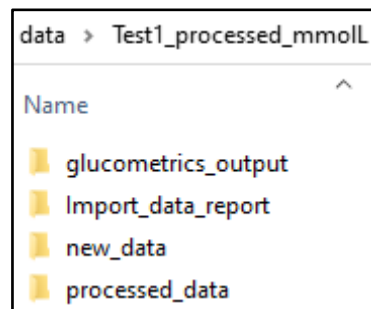 data > Test1_processed_mmolL
Name
glucometrics_output
Import_data_report
new_data
processed_data